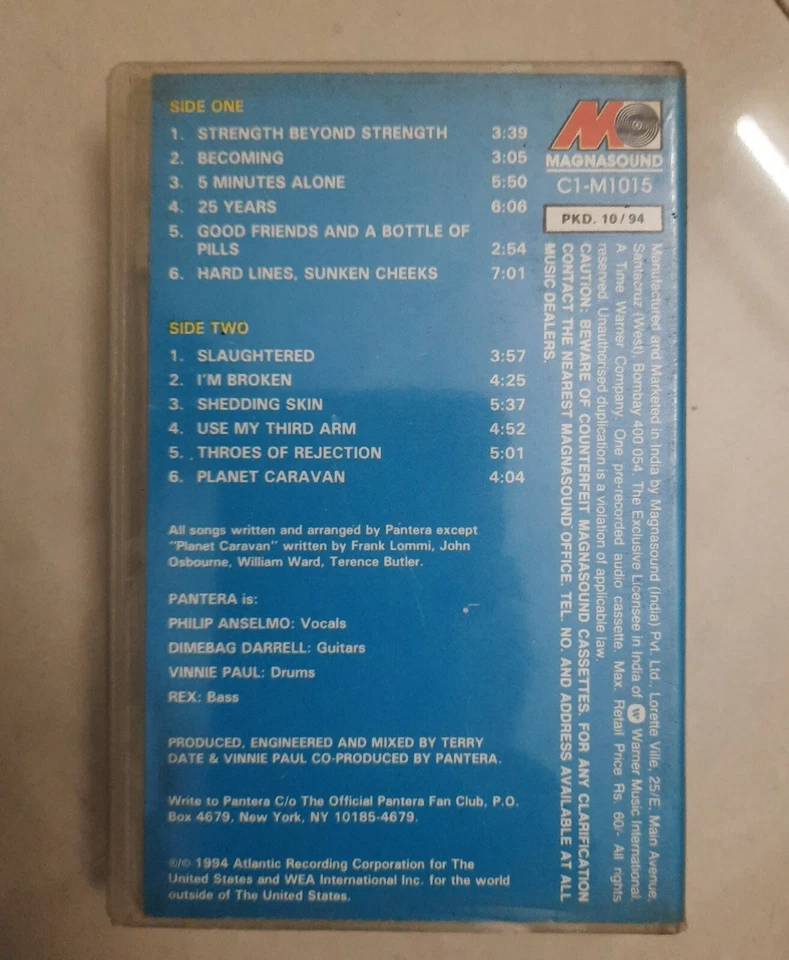 SIDE ONE
1. STRENGTH BEYOND STRENGTH 3:39
2. BECOMING 3:05
3. 5 MINUTES ALONE 5:50
4. 25 YEARS 6:06
5. GOOD FRIENDS AND A BOTTLE OF
PILLS 2:54
6. HARD LINES, SUNKEN CHEEKS 7:01
SIDE TWO
1. SLAUGHTERED 3:57
2. I'M BROKEN 4:25
3. SHEDDING SKIN 5:37
4. USE MY THIRD ARM 4:52
5. THROES OF REJECTION 5:01
6. PLANET CARAVAN 4:04
All songs written and arranged by Pantera except
"Planet Caravan" written by Frank Lommi, John
Osbourne, William Ward, Terence Butler.
PANTERA is:
PHILIP ANSELMO: Vocals
DIMEBAG DARRELL: Guitars
VINNIE PAUL: Drums
REX: Bass
PRODUCED, ENGINEERED AND MIXED BY TERRY
DATE & VINNIE PAUL CO-PRODUCED BY PANTERA.
Write to Pantera C/o The Official Pantera Fan Club, P.O.
Box 4679, New York, NY 10185-4679.
℗/© 1994 Atlantic Recording Corporation for The
United States and WEA International Inc. for the world
outside of The United States.
MAGNASOUND
C1-M1015
PKD. 10/94
Manufactured and Marketed in India by Magnasound (India) Pvt. Ltd., Lorette Ville, 25/E, Main Avenue,
Santacruz (West), Bombay 400 054. The Exclusive Licensee in India of Warner Music International.
A Time Warner Company. One pre-recorded audio cassette. Max. Retail Price Rs. 60/- All rights
reserved. Unauthorised duplication is a violation of applicable law.
CAUTION: BEWARE OF COUNTERFEIT MAGNASOUND CASSETTES. FOR ANY CLARIFICATION
CONTACT THE NEAREST MAGNASOUND OFFICE. TEL. NO. AND ADDRESS AVAILABLE AT ALL
MUSIC DEALERS.